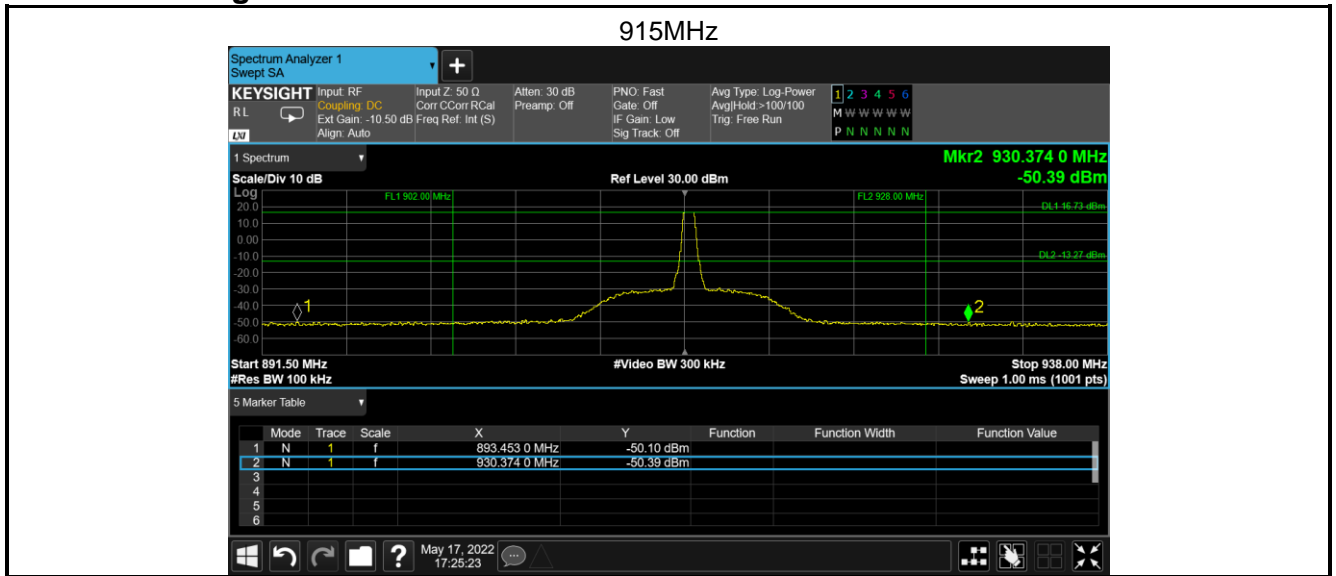 915MHz
Spectrum Analyzer 1
Swept SA
+
KEYSIGHT Input: RF Input Z: 50 Ω Atten: 30 dB PNO: Fast Avg Type: Log-Power 1 2 3 4 5 6
RL Coupling: DC Corr CCorr RCal Preamp: Off Gate: Off Avg|Hold:>100/100 M W W W W W
Ext Gain: -10.50 dB Freq Ref: Int (S) IF Gain: Low Trig: Free Run
LXI Align: Auto Sig Track: Off P N N N N N
1 Spectrum Mkr2 930.374 0 MHz
Scale/Div 10 dB Ref Level 30.00 dBm -50.39 dBm
Log FL1 902.00 MHz FL2 928.00 MHz
20.0 DL1 16.73 dBm
10.0
0.00
-10.0 DL2 -13.27 dBm
-20.0
-30.0
-40.0 1 2
-50.0
-60.0
Start 891.50 MHz #Video BW 300 kHz Stop 938.00 MHz
#Res BW 100 kHz Sweep 1.00 ms (1001 pts)
5 Marker Table
Mode Trace Scale X Y Function Function Width Function Value
1 N 1 f 893.453 0 MHz -50.10 dBm
2 N 1 f 930.374 0 MHz -50.39 dBm
3
4
5
6
? May 17, 2022
17:25:23